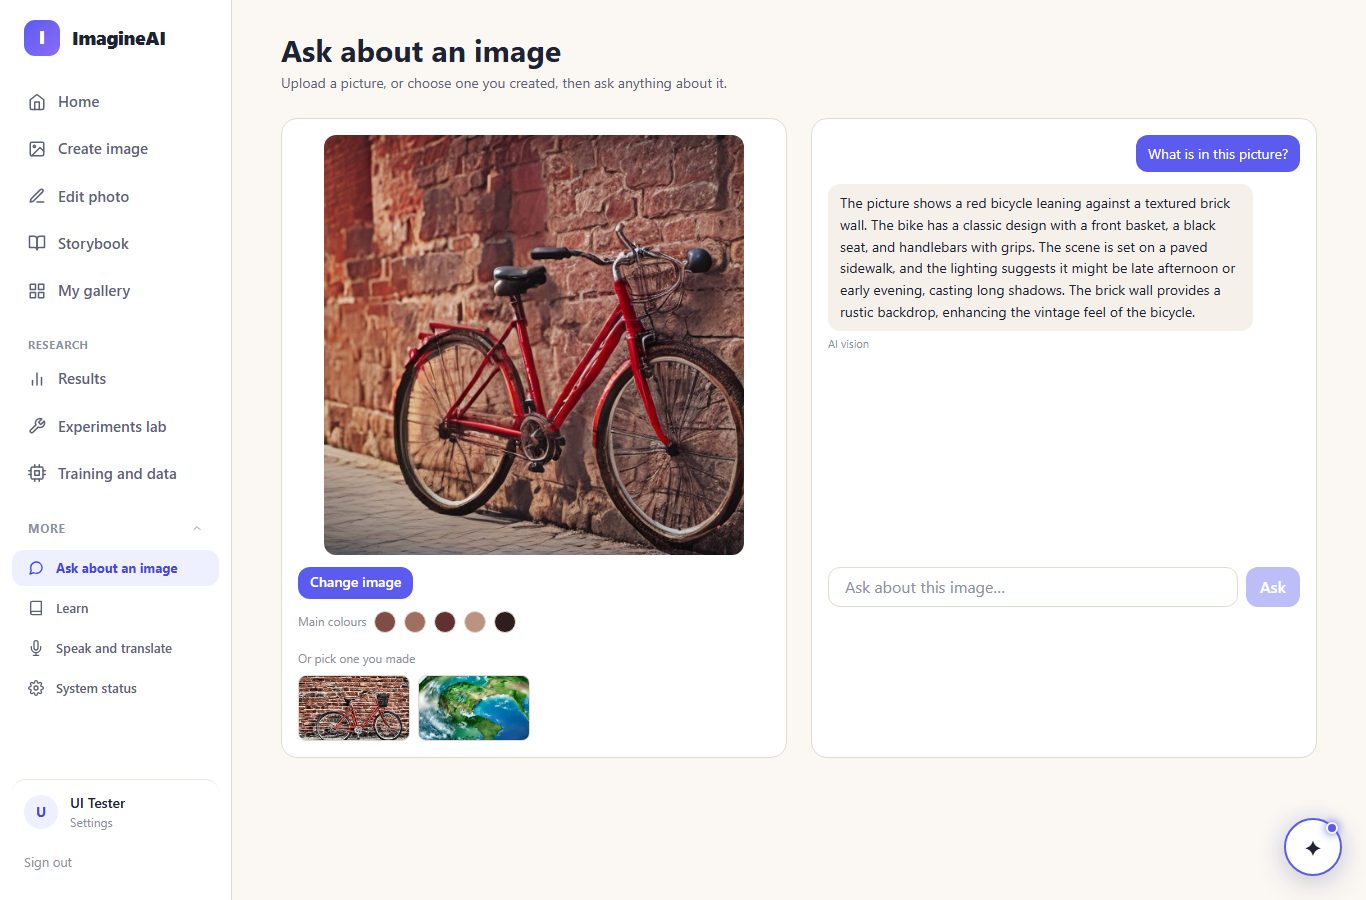 I
ImagineAI
Home
Create image
Edit photo
Storybook
My gallery
RESEARCH
Results
Experiments lab
Training and data
MORE
Ask about an image
Learn
Speak and translate
System status
U
UI Tester
Settings
Sign out
Ask about an image
Upload a picture, or choose one you created, then ask anything about it.
Change image
Main colours
Or pick one you made
What is in this picture?
The picture shows a red bicycle leaning against a textured brick
wall. The bike has a classic design with a front basket, a black
seat, and handlebars with grips. The scene is set on a paved
sidewalk, and the lighting suggests it might be late afternoon or
early evening, casting long shadows. The brick wall provides a
rustic backdrop, enhancing the vintage feel of the bicycle.
AI vision
Ask about this image...
Ask